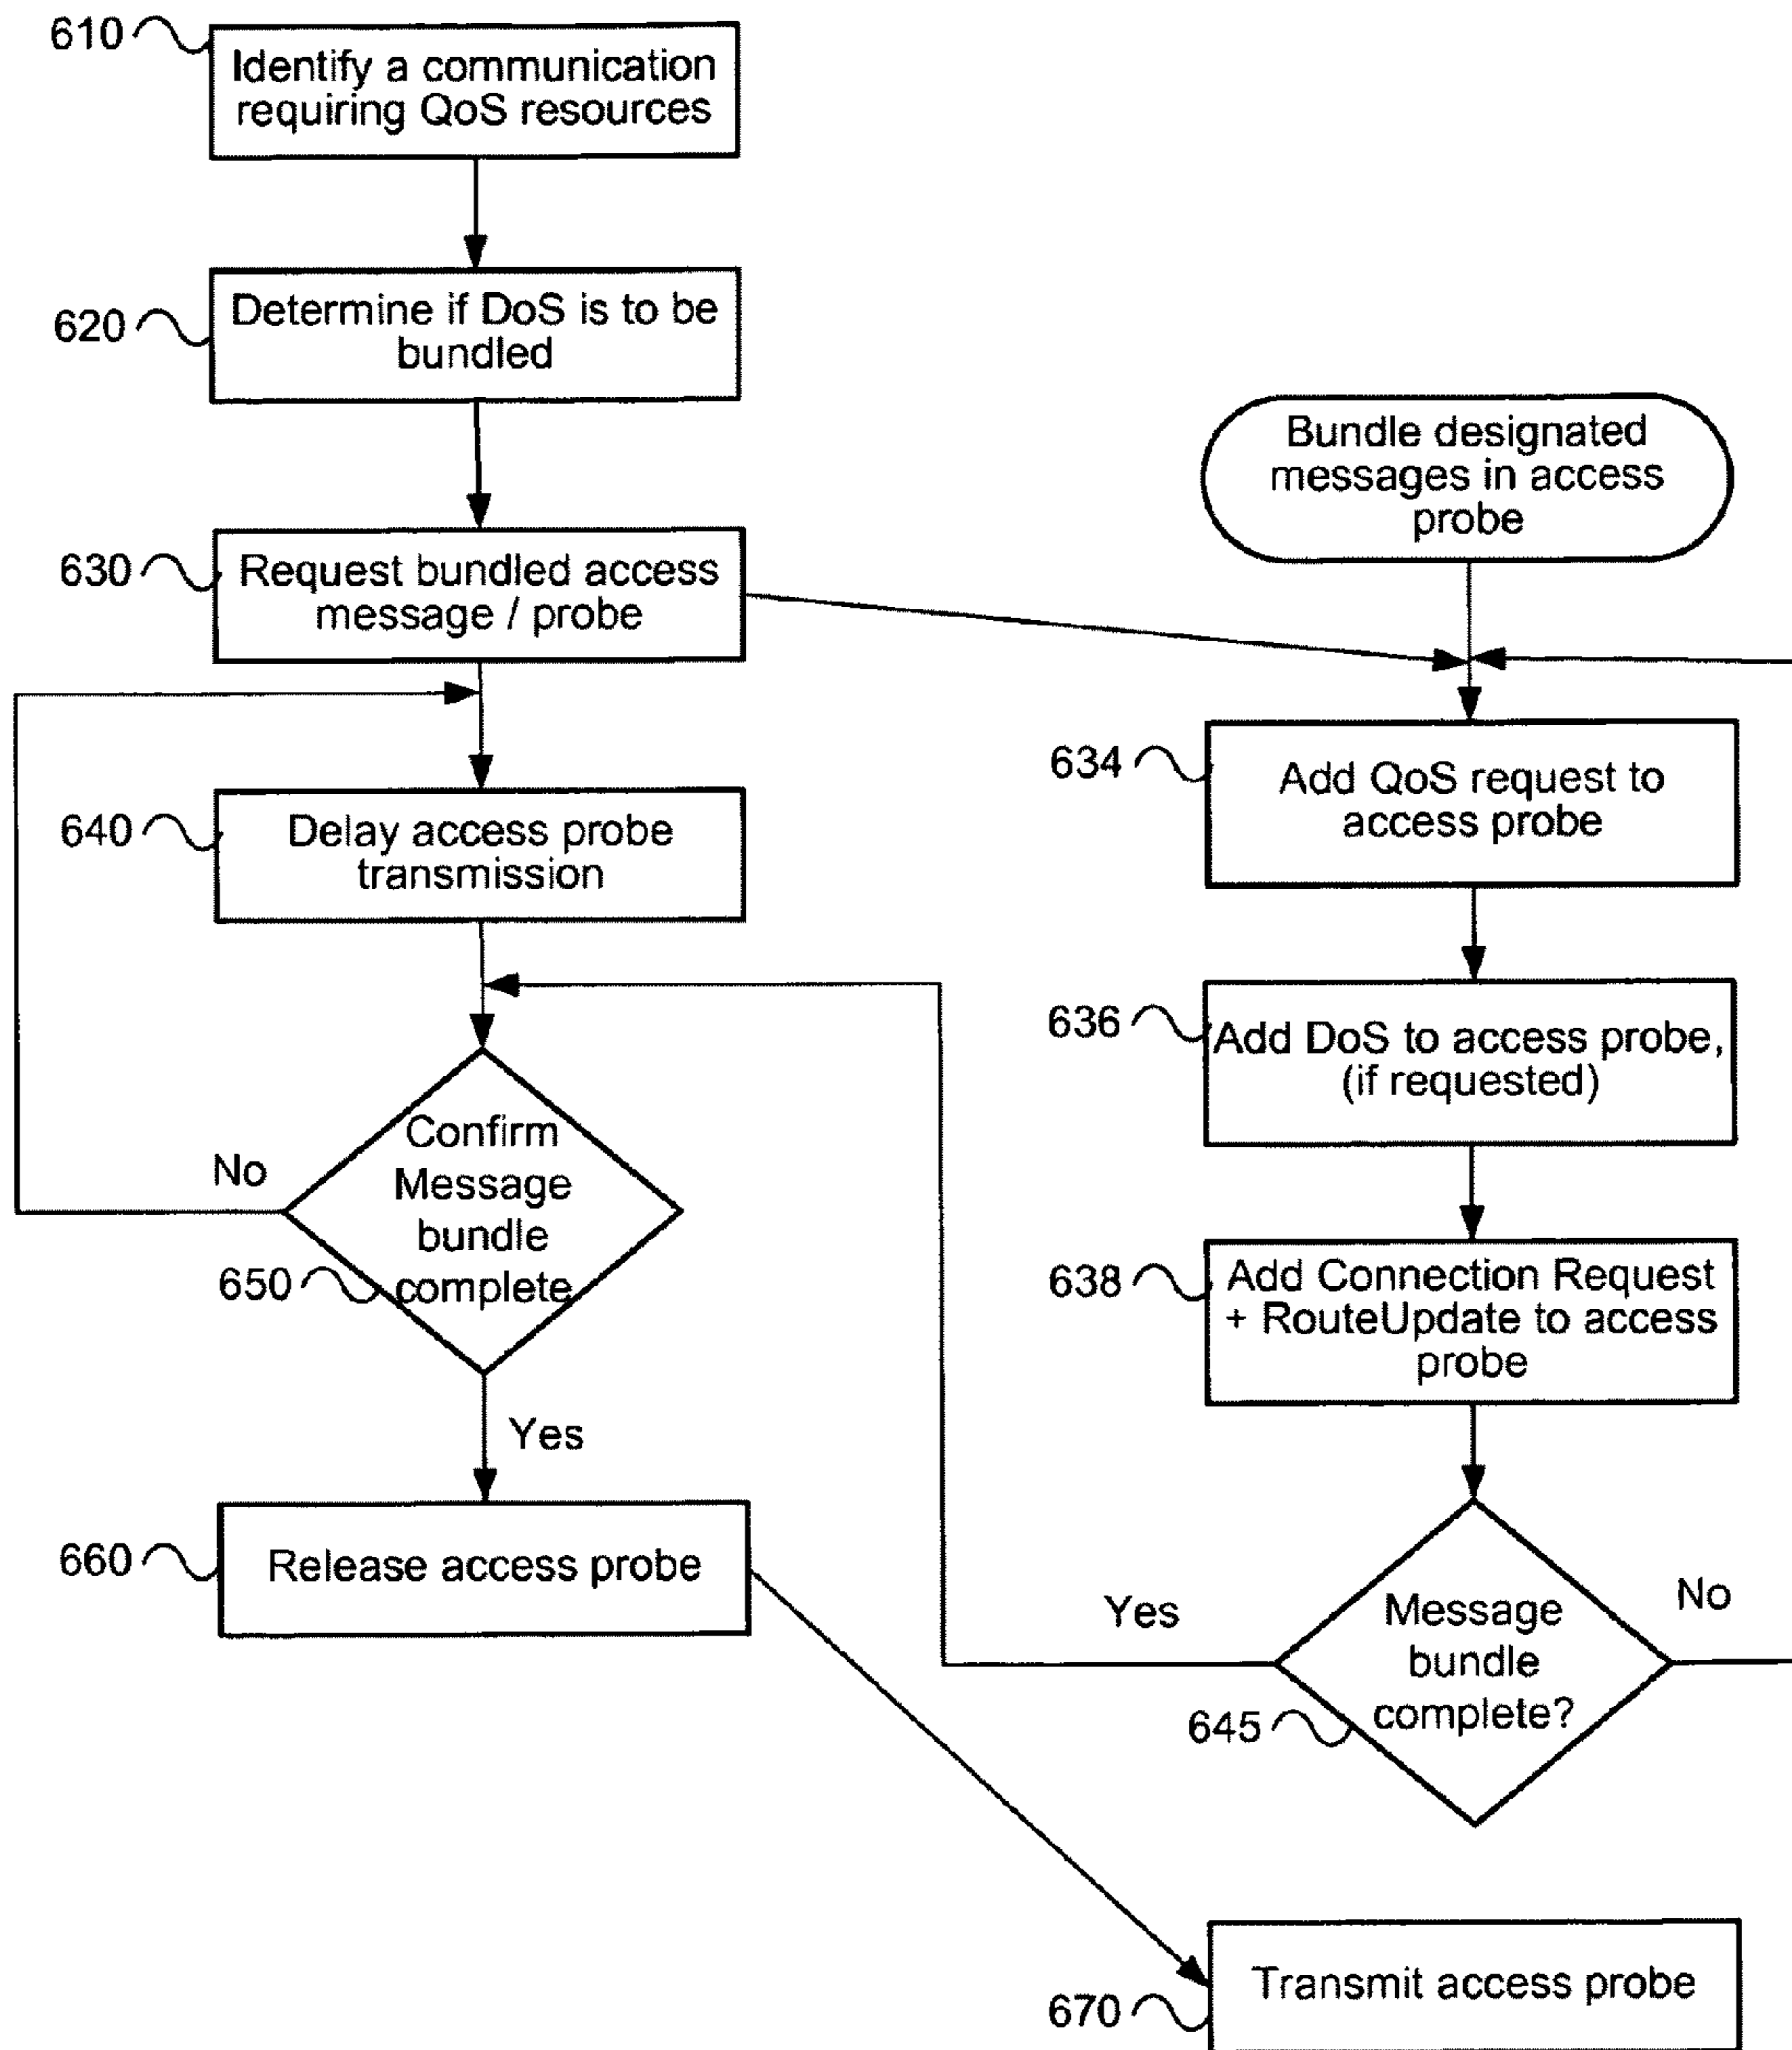 610
Identify a communication
requiring QoS resources
620
Determine if DoS is to be
bundled
630
Request bundled access
message / probe
640
Delay access probe
transmission
No
Confirm
Message
bundle
complete
650
Yes
660
Release access probe
Bundle designated
messages in access
probe
634
Add QoS request to
access probe
636
Add DoS to access probe,
(if requested)
638
Add Connection Request
+ RouteUpdate to access
probe
Yes
No
Message
bundle
complete?
645
Transmit access probe
670